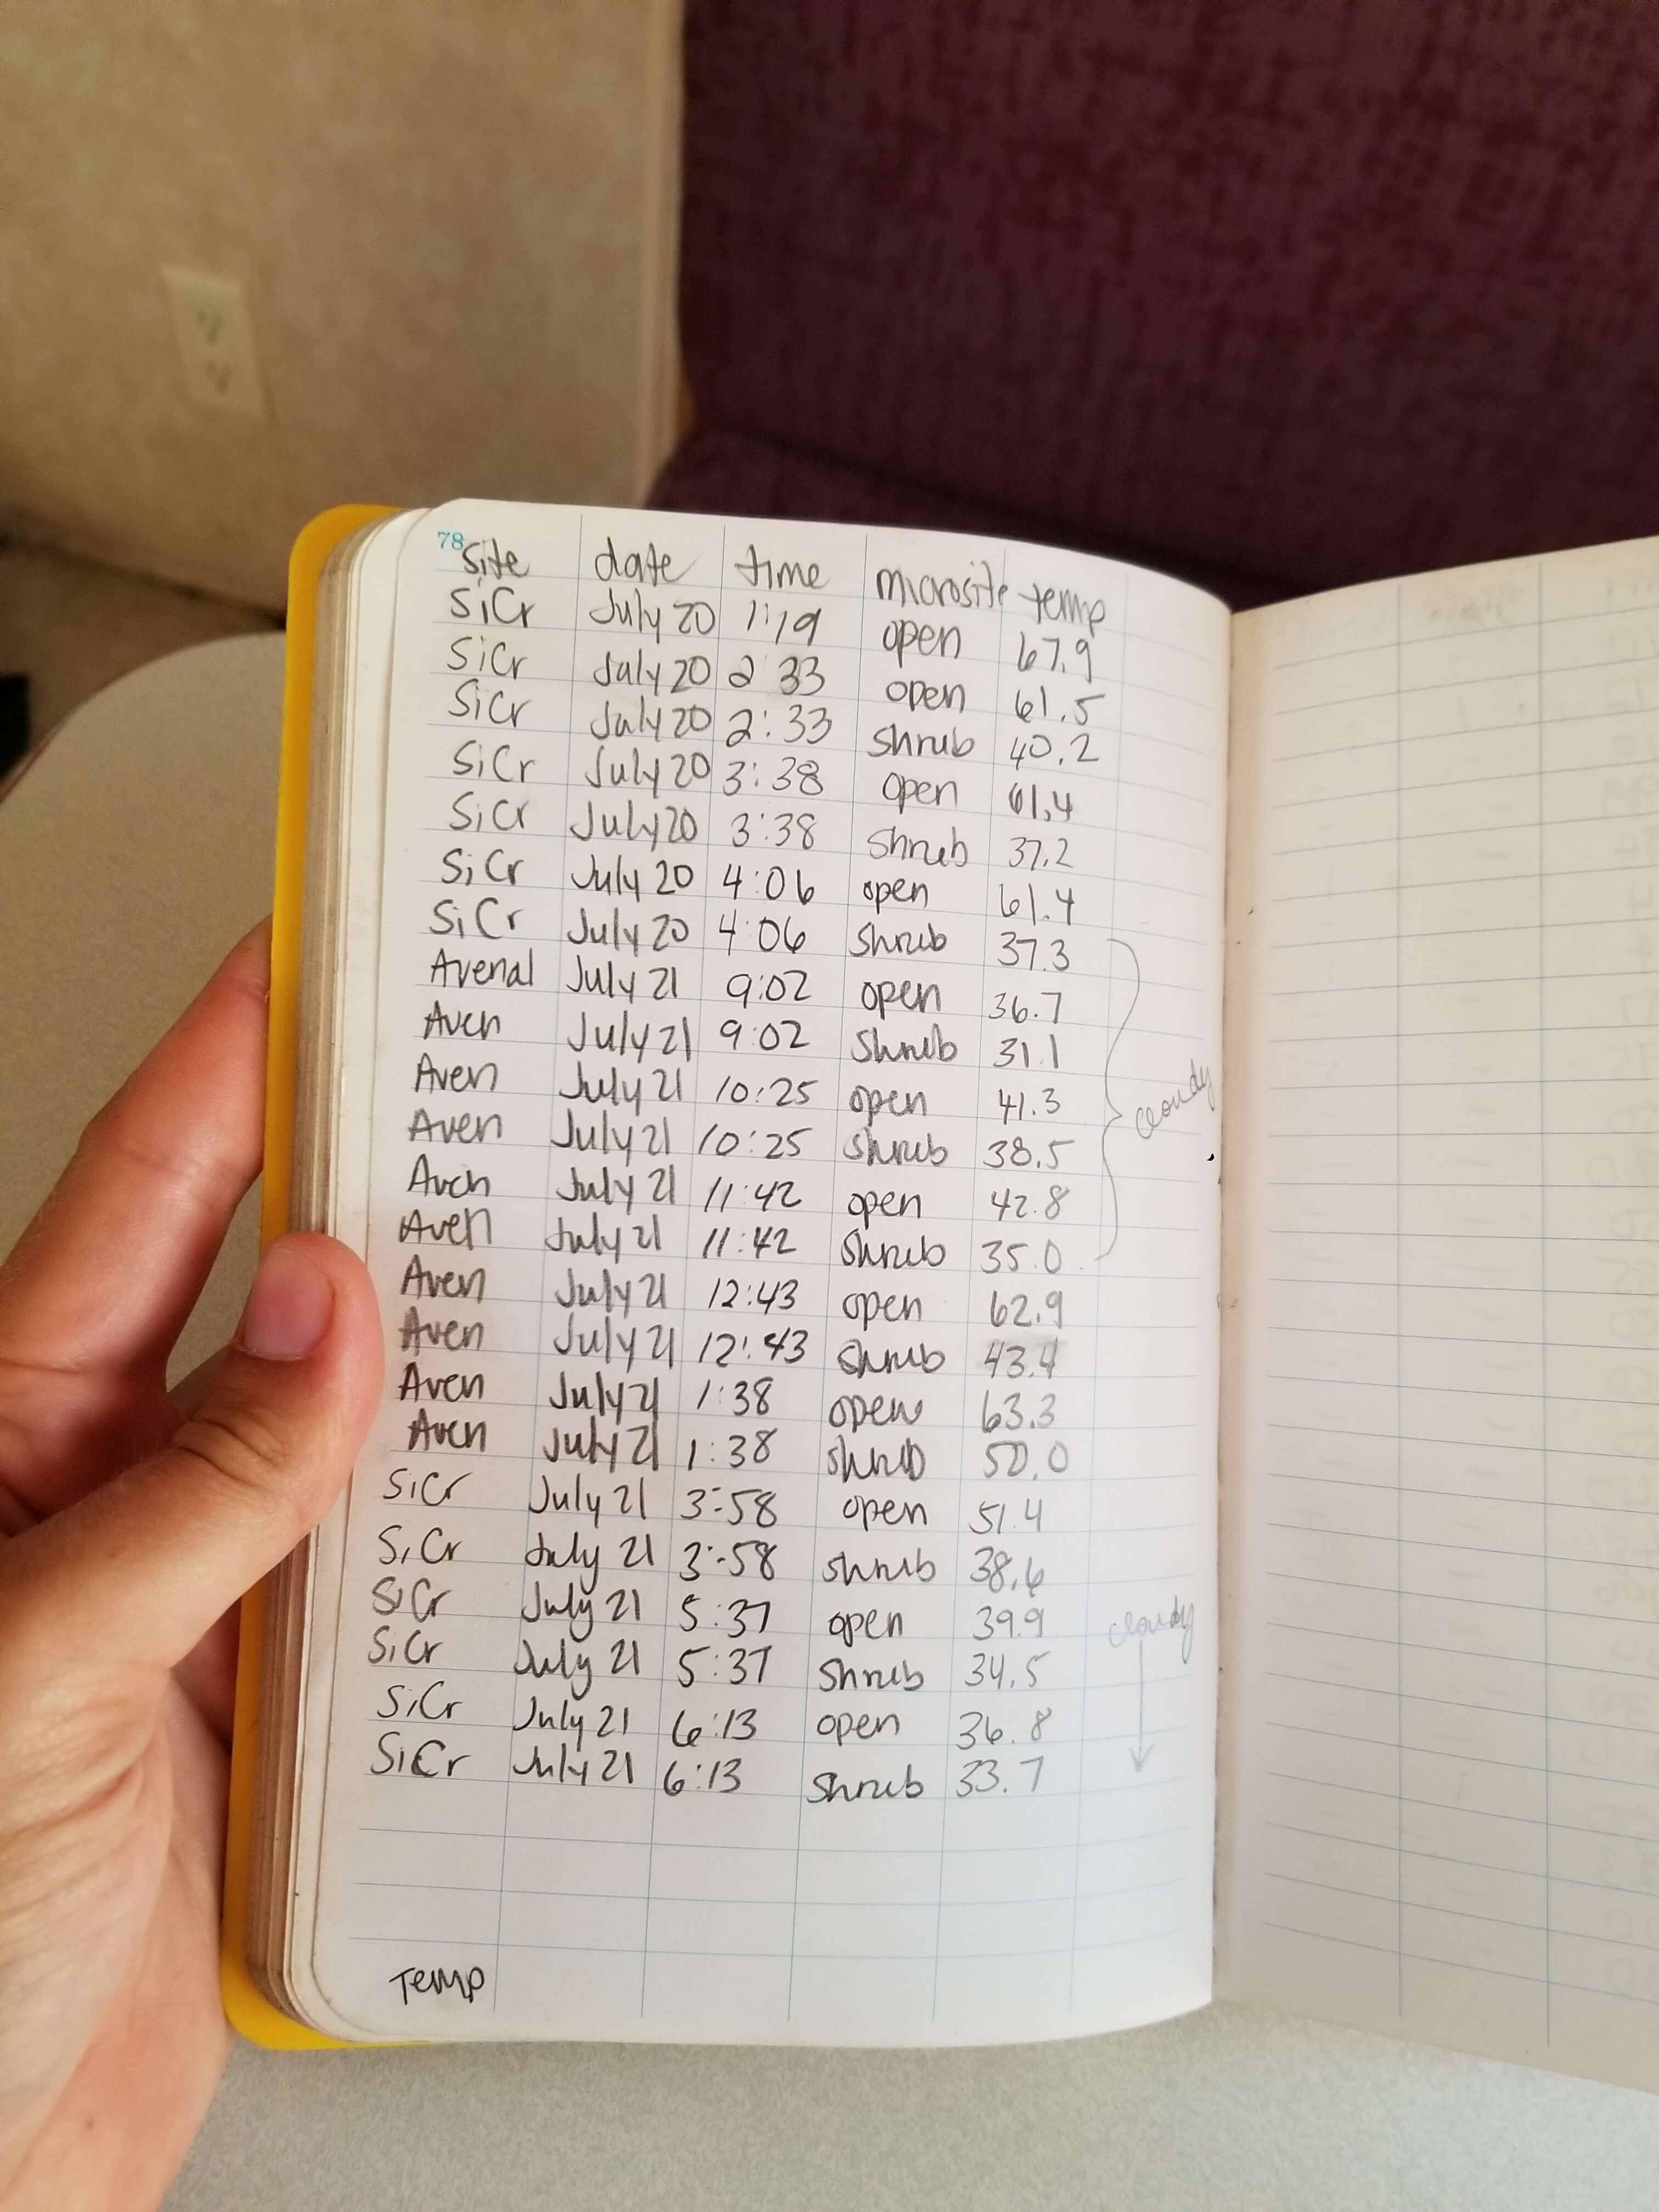 78
Site date time microsite temp
SiCr July 20 1:19 open 67.9
SiCr July 20 2 33 open 61.5
SiCr July 20 2:33 shrub 40.2
SiCr July 20 3:38 open 61.4
SiCr July 20 3:38 shrub 37.2
SiCr July 20 4:06 open 61.4
SiCr July 20 4:06 shrub 37.3
Avenal July 21 9:02 open 36.7
Aven July 21 9:02 shrub 31.1
Aven July 21 10:25 open 41.3
cloudy
Aven July 21 10:25 shrub 38.5
Aven July 21 11:42 open 42.8
Aven July 21 11:42 shrub 35.0
Aven July 21 12:43 open 62.9
Aven July 21 12:43 shrub 43.4
Aven July 21 1:38 open 63.3
Aven July 21 1:38 shrub 50.0
SiCr July 21 3:58 open 51.4
SiCr July 21 3:58 shrub 38.6
SiCr July 21 5:37 open 39.9 cloudy
SiCr July 21 5:37 shrub 34.5
SiCr July 21 6:13 open 36.8
SiCr July 21 6:13 shrub 33.7
Temp